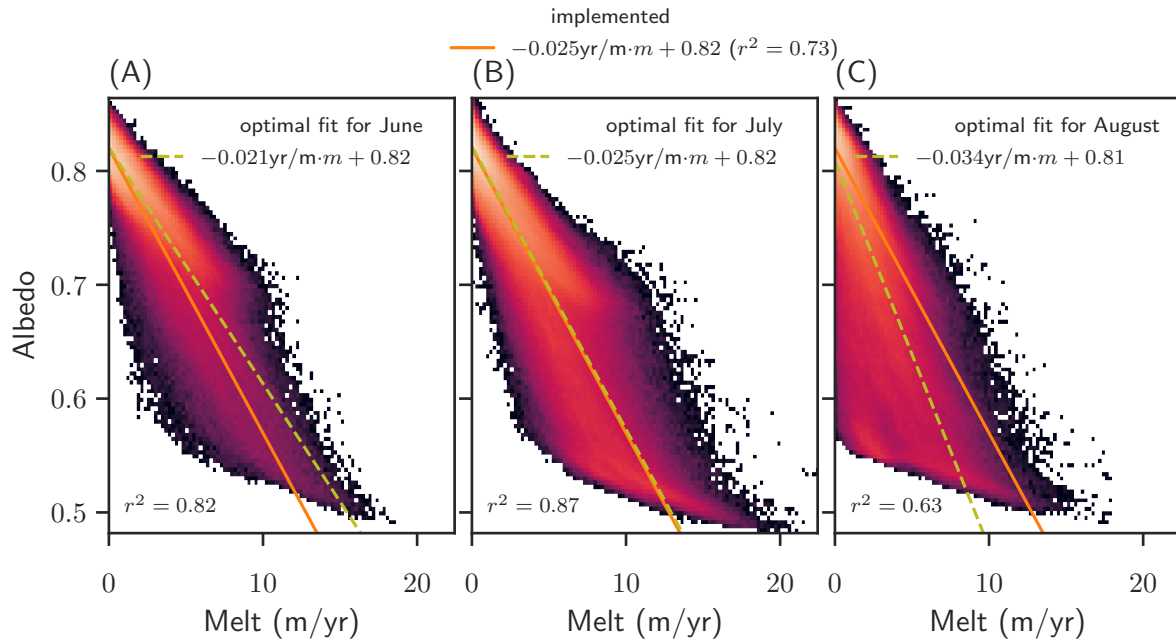 implemented
−0.025yr/m·m + 0.82 (r² = 0.73)
(A)
(B)
(C)
optimal fit for June
−0.021yr/m·m + 0.82
optimal fit for July
−0.025yr/m·m + 0.82
optimal fit for August
−0.034yr/m·m + 0.81
0.8
0.7
0.6
0.5
Albedo
r² = 0.82
r² = 0.87
r² = 0.63
0 10 20
0 10 20
0 10 20
Melt (m/yr)
Melt (m/yr)
Melt (m/yr)